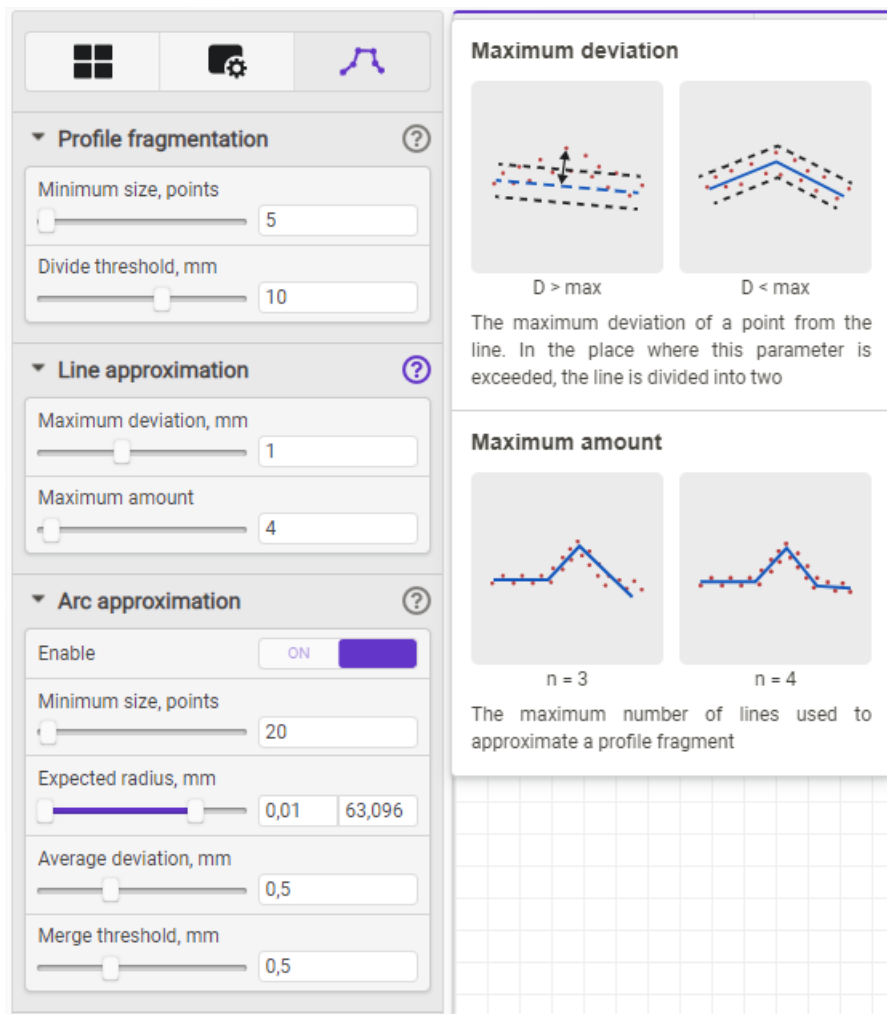 Profile fragmentation
Minimum size, points
5
Divide threshold, mm
10
Line approximation
Maximum deviation, mm
1
Maximum amount
4
Arc approximation
Enable
ON
Minimum size, points
20
Expected radius, mm
0,01 63,096
Average deviation, mm
0,5
Merge threshold, mm
0,5
Maximum deviation
D > max D < max
The maximum deviation of a point from the
line. In the place where this parameter is
exceeded, the line is divided into two
Maximum amount
n = 3 n = 4
The maximum number of lines used to
approximate a profile fragment